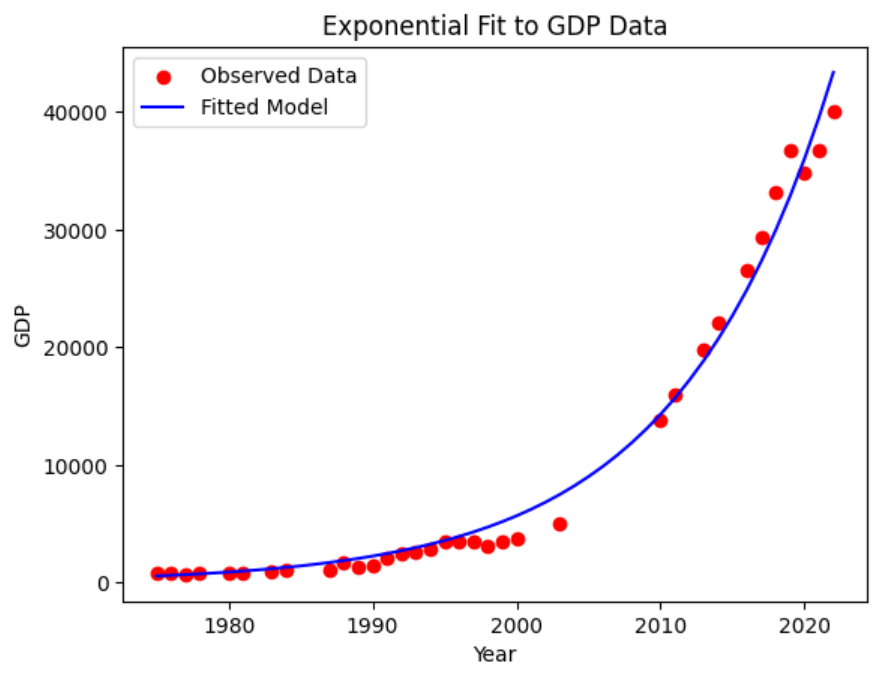 Exponential Fit to GDP Data
Observed Data
Fitted Model
40000
30000
20000
10000
0
GDP
1980 1990 2000 2010 2020
Year